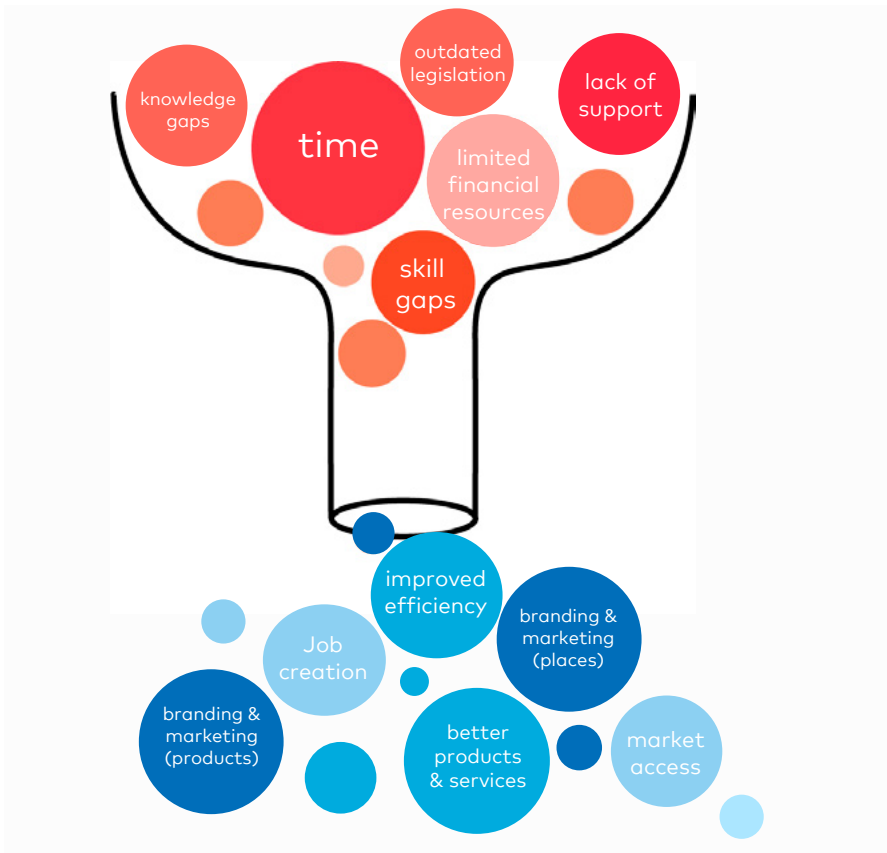 outdated
legislation
lack of
support
knowledge
gaps
time
limited
financial
resources
skill
gaps
improved
efficiency
branding &
marketing
(places)
Job
creation
branding &
marketing
(products)
better
products
& services
market
access